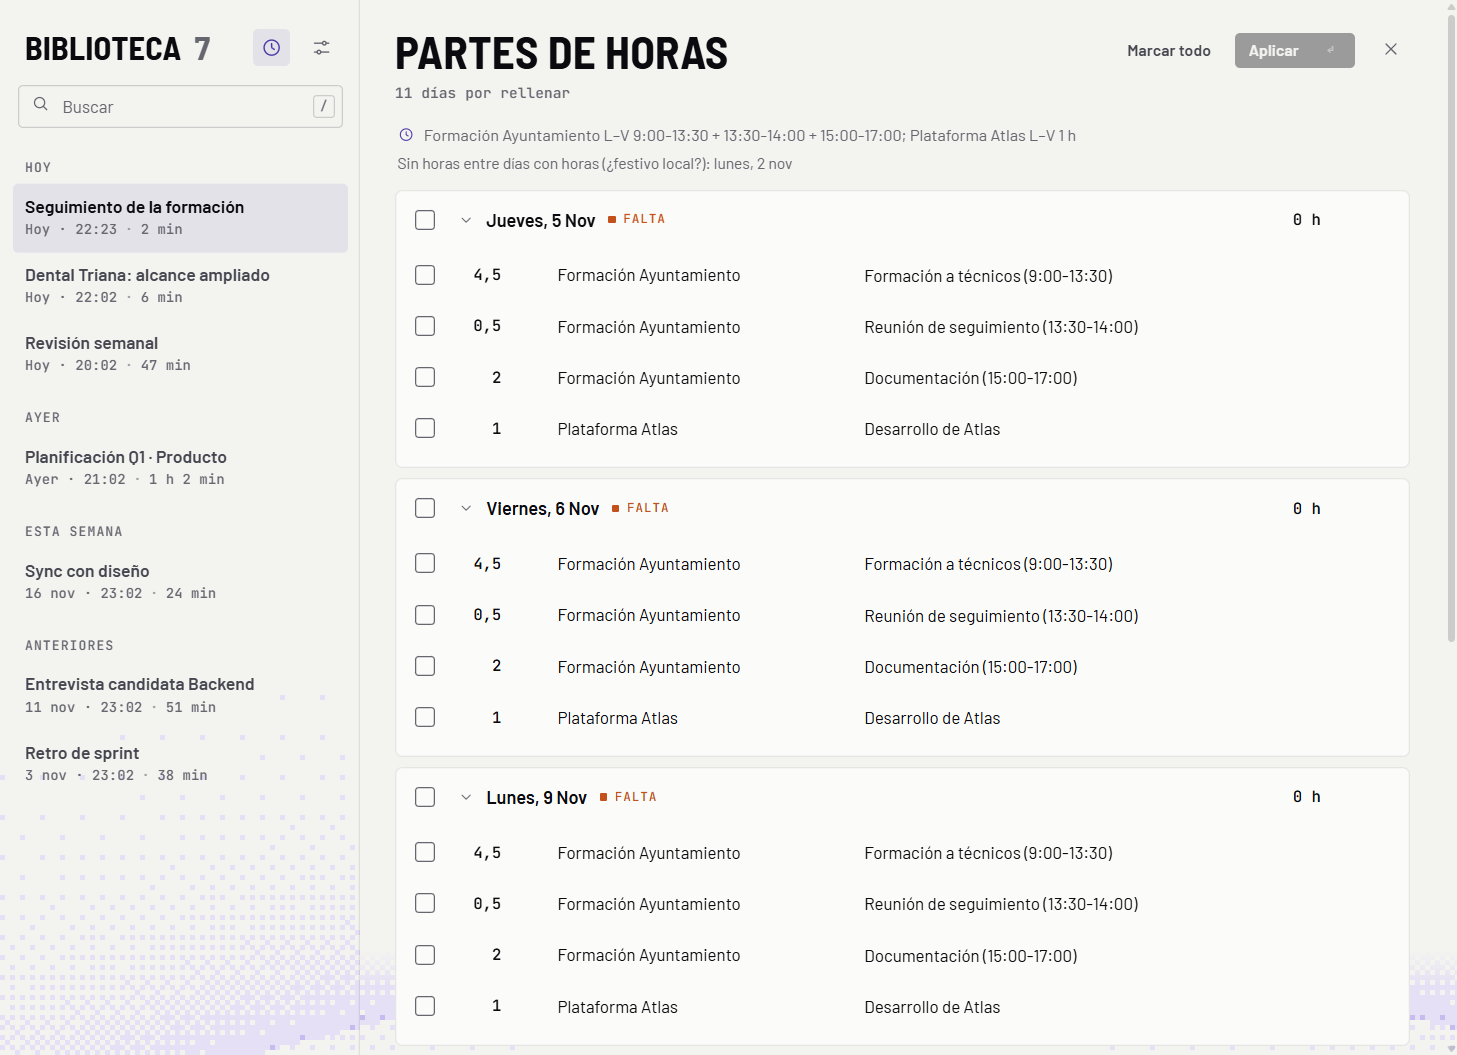 BIBLIOTECA 7
Buscar /
HOY
Seguimiento de la formación
Hoy · 22:23 · 2 min
Dental Triana: alcance ampliado
Hoy · 22:02 · 6 min
Revisión semanal
Hoy · 20:02 · 47 min
AYER
Planificación Q1 · Producto
Ayer · 21:02 · 1 h 2 min
ESTA SEMANA
Sync con diseño
16 nov · 23:02 · 24 min
ANTERIORES
Entrevista candidata Backend
11 nov · 23:02 · 51 min
Retro de sprint
3 nov · 23:02 · 38 min
PARTES DE HORAS
11 días por rellenar
Marcar todo
Aplicar
Formación Ayuntamiento L–V 9:00-13:30 + 13:30-14:00 + 15:00-17:00; Plataforma Atlas L–V 1 h
Sin horas entre días con horas (¿festivo local?): lunes, 2 nov
Jueves, 5 Nov FALTA 0 h
4,5 Formación Ayuntamiento Formación a técnicos (9:00-13:30)
0,5 Formación Ayuntamiento Reunión de seguimiento (13:30-14:00)
2 Formación Ayuntamiento Documentación (15:00-17:00)
1 Plataforma Atlas Desarrollo de Atlas
Viernes, 6 Nov FALTA 0 h
4,5 Formación Ayuntamiento Formación a técnicos (9:00-13:30)
0,5 Formación Ayuntamiento Reunión de seguimiento (13:30-14:00)
2 Formación Ayuntamiento Documentación (15:00-17:00)
1 Plataforma Atlas Desarrollo de Atlas
Lunes, 9 Nov FALTA 0 h
4,5 Formación Ayuntamiento Formación a técnicos (9:00-13:30)
0,5 Formación Ayuntamiento Reunión de seguimiento (13:30-14:00)
2 Formación Ayuntamiento Documentación (15:00-17:00)
1 Plataforma Atlas Desarrollo de Atlas